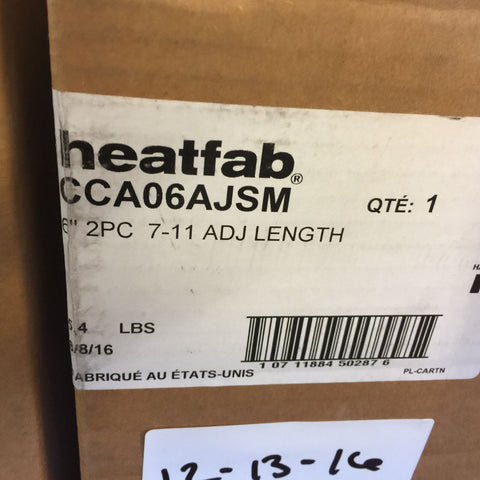 heatfab®
CCA06AJSM QTÉ: 1
6" 2PC 7-11 ADJ LENGTH
.4 LBS
/8/16
1 07 11884 50287 6
PL-CARTN
ABRIQUÉ AU ÉTATS-UNIS
12-13-16